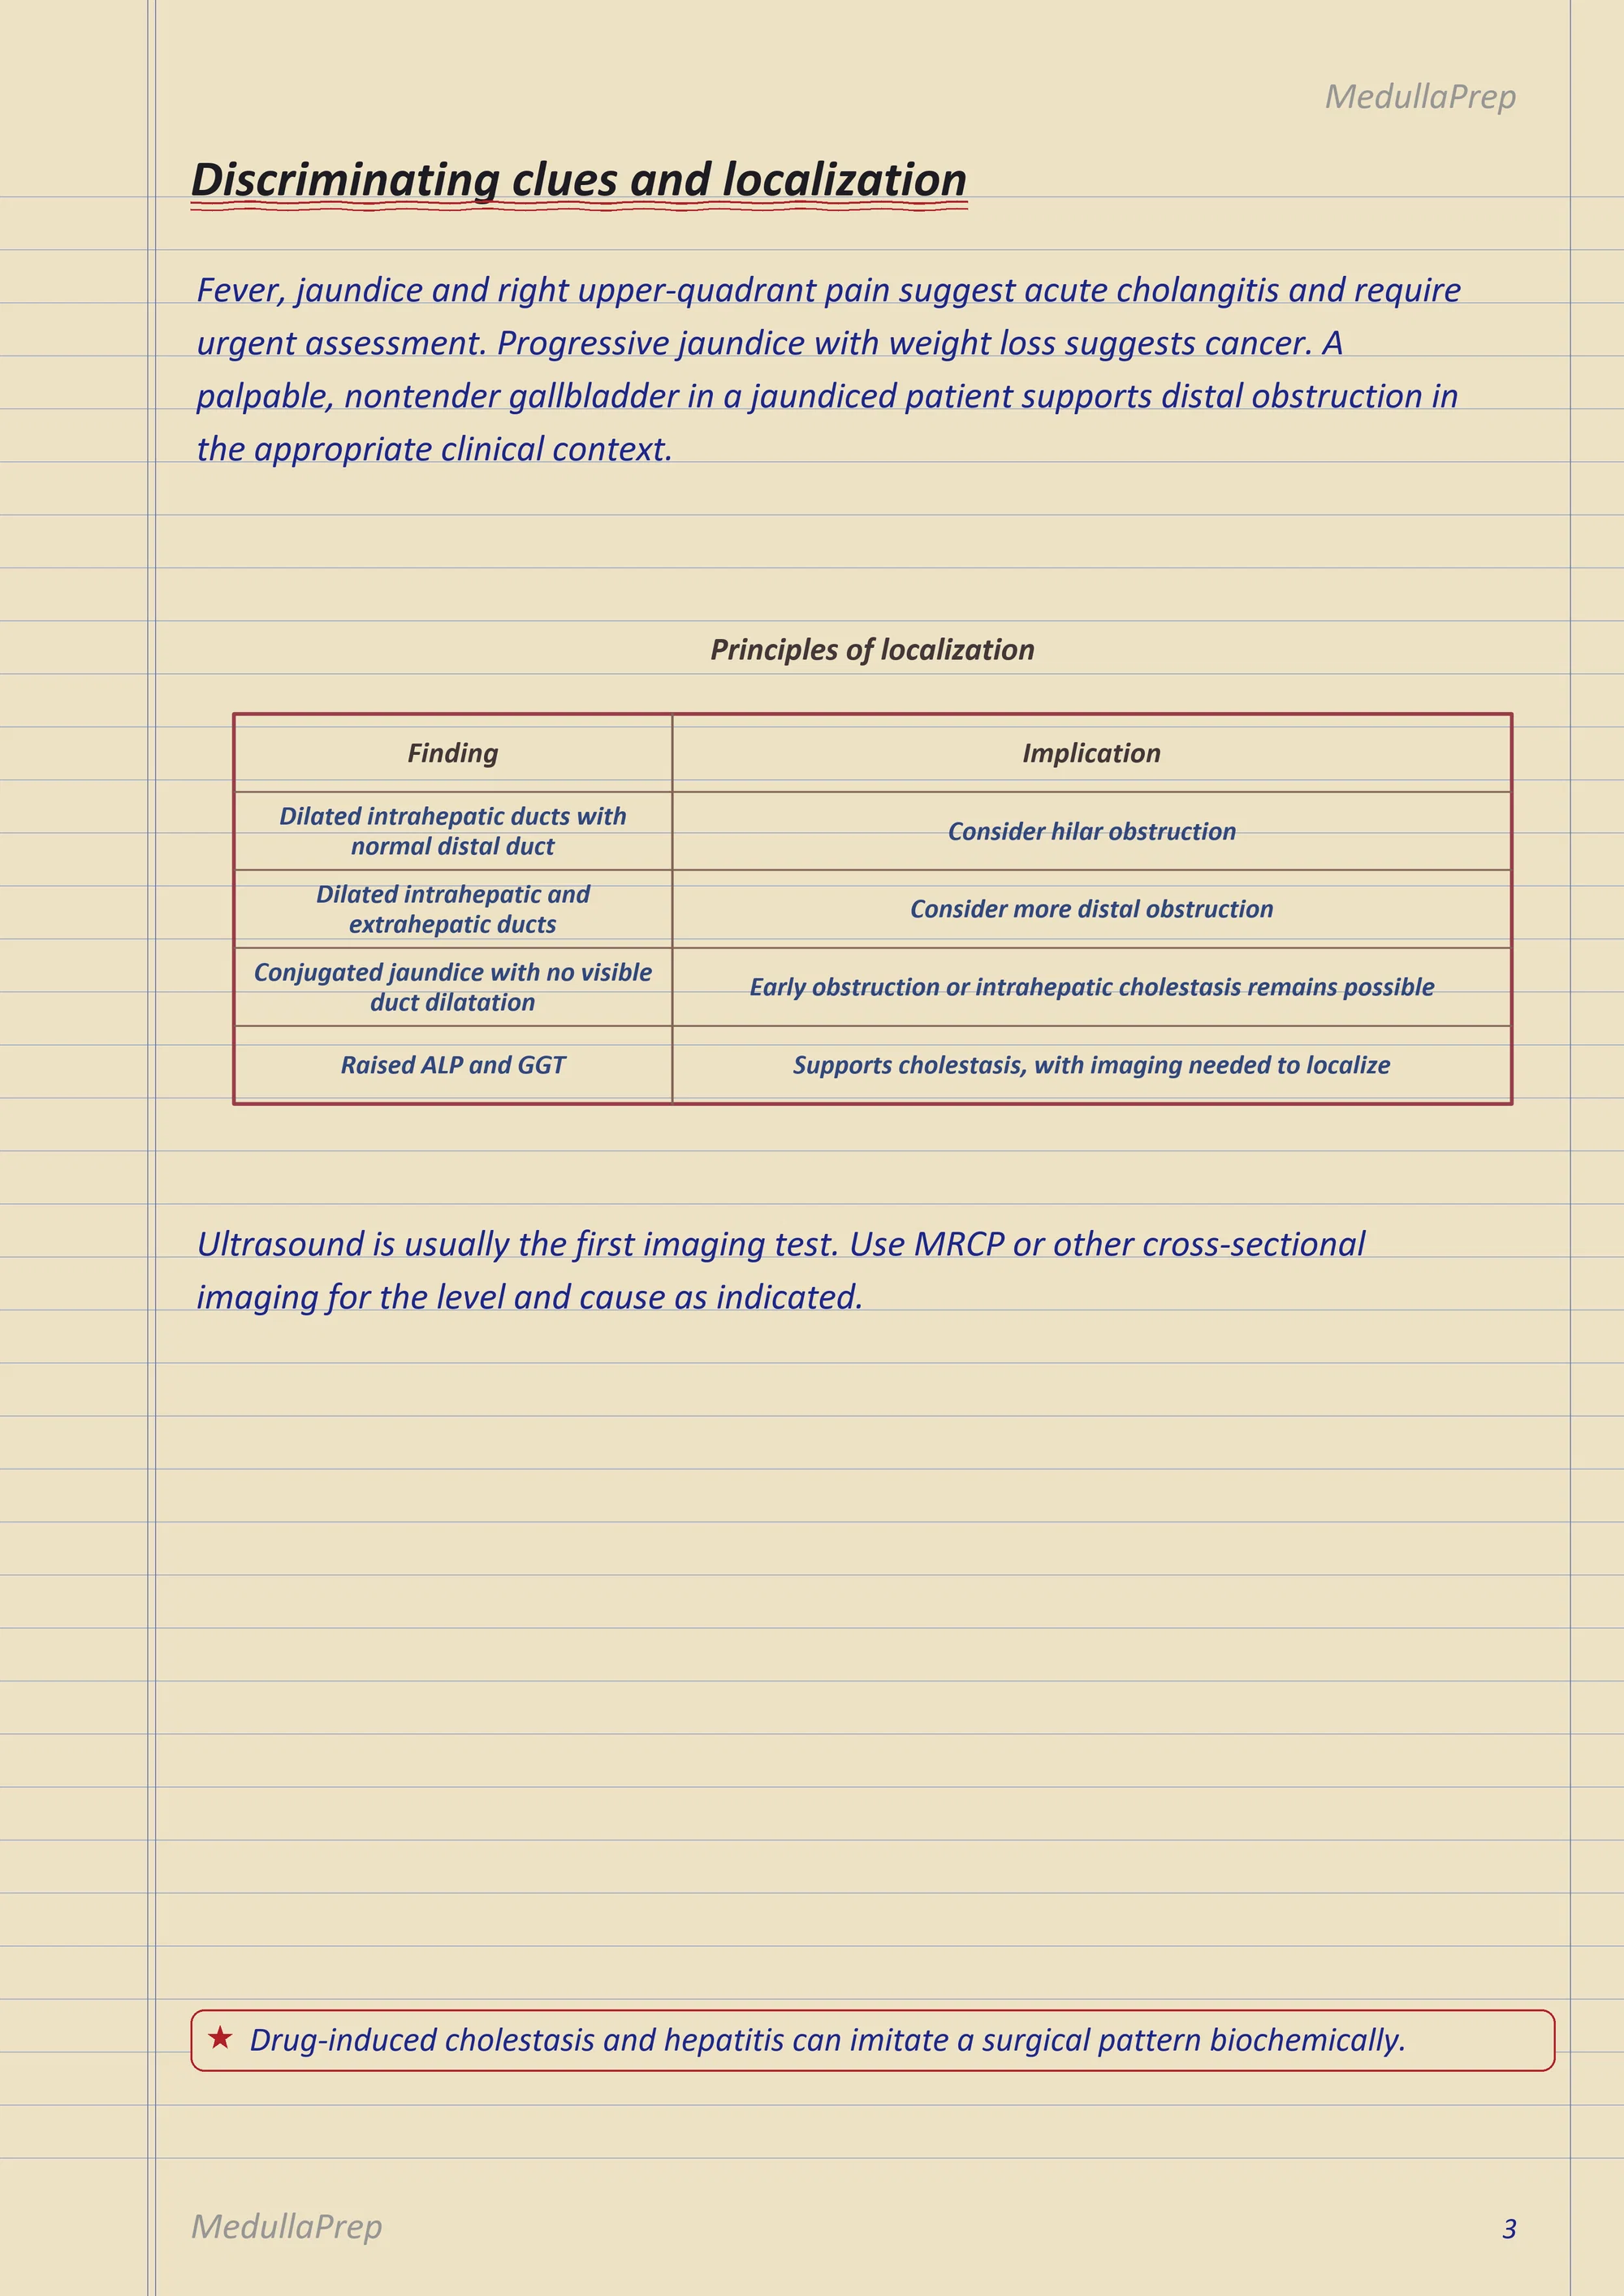 MedullaPrep
Discriminating clues and localization
Fever, jaundice and right upper-quadrant pain suggest acute cholangitis and require
urgent assessment. Progressive jaundice with weight loss suggests cancer. A
palpable, nontender gallbladder in a jaundiced patient supports distal obstruction in
the appropriate clinical context.
Principles of localization
Finding
Implication
Dilated intrahepatic ducts with
normal distal duct
Consider hilar obstruction
Dilated intrahepatic and
extrahepatic ducts
Consider more distal obstruction
Conjugated jaundice with no visible
duct dilatation
Early obstruction or intrahepatic cholestasis remains possible
Raised ALP and GGT
Supports cholestasis, with imaging needed to localize
Ultrasound is usually the first imaging test. Use MRCP or other cross-sectional
imaging for the level and cause as indicated.
★ Drug-induced cholestasis and hepatitis can imitate a surgical pattern biochemically.
MedullaPrep
3